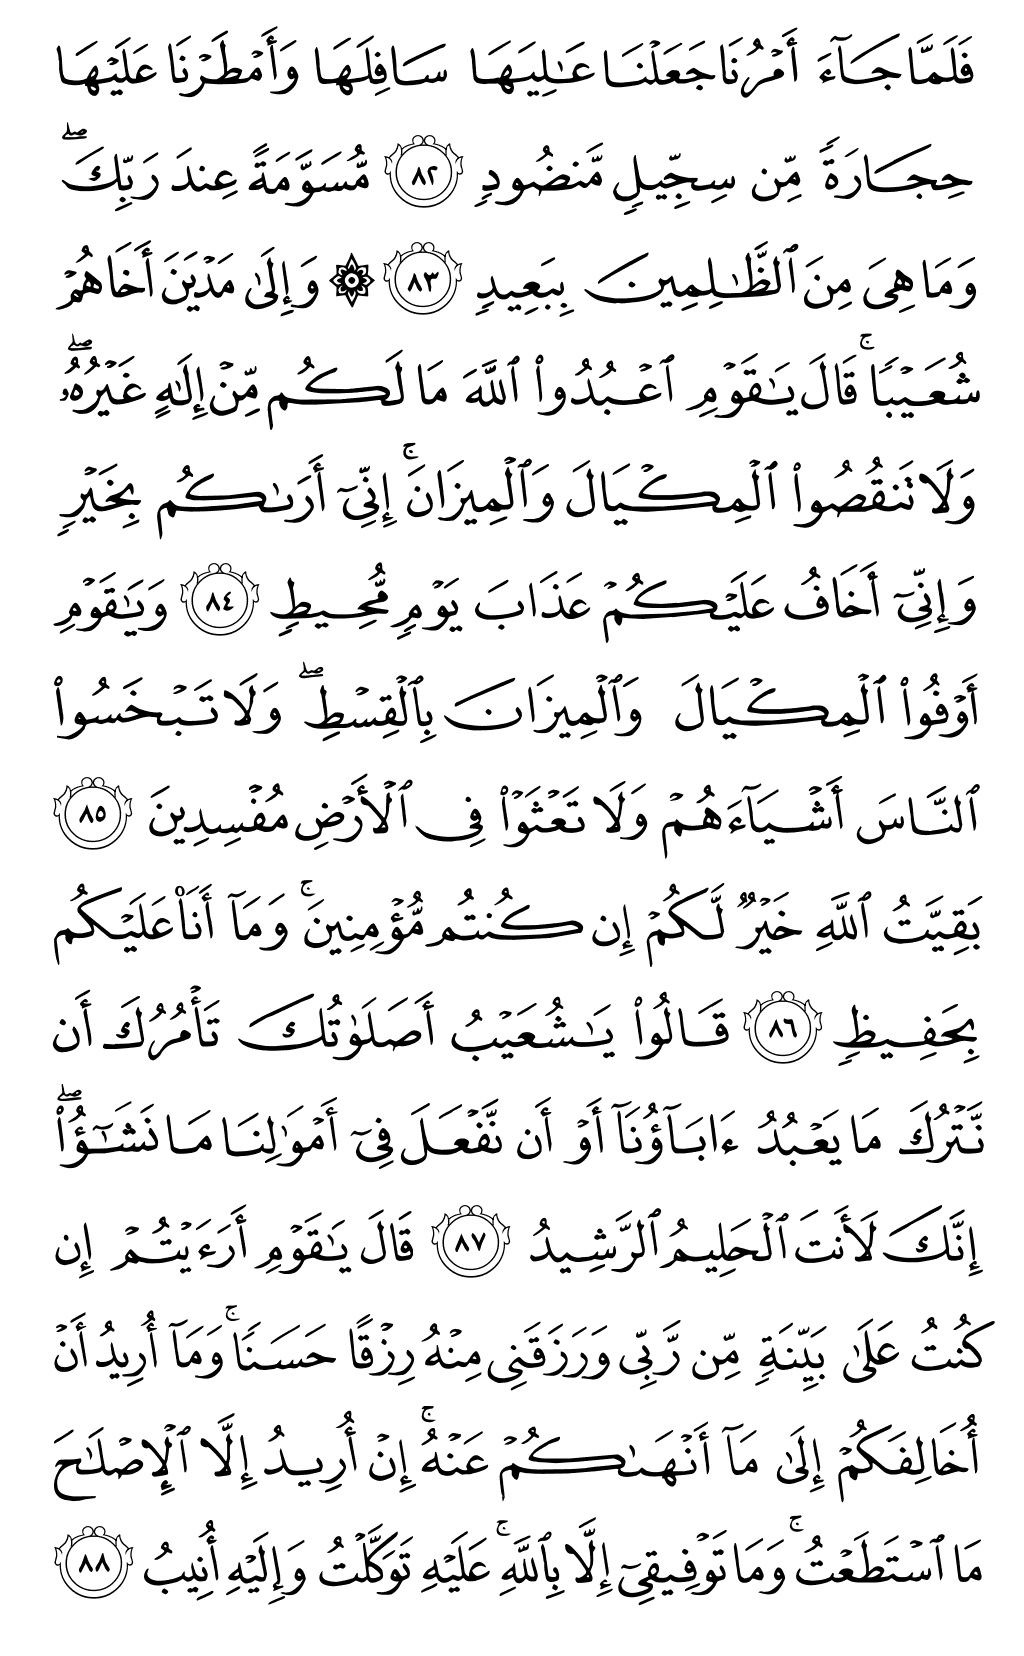 فَلَمَّا جَآءَ أَمۡرُنَا جَعَلۡنَا عَٰلِيَهَا سَافِلَهَا وَأَمۡطَرۡنَا عَلَيۡهَا
حِجَارَةٗ مِّن سِجِّيلٖ مَّنضُودٖ ٨٢ مُّسَوَّمَةً عِندَ رَبِّكَۖ
وَمَا هِيَ مِنَ ٱلظَّٰلِمِينَ بِبَعِيدٖ ٨٣ ۞ وَإِلَىٰ مَدۡيَنَ أَخَاهُمۡ
شُعَيۡبٗاۚ قَالَ يَٰقَوۡمِ ٱعۡبُدُواْ ٱللَّهَ مَا لَكُم مِّنۡ إِلَٰهٍ غَيۡرُهُۥۖ
وَلَا تَنقُصُواْ ٱلۡمِكۡيَالَ وَٱلۡمِيزَانَۚ إِنِّيٓ أَرَىٰكُم بِخَيۡرٖ
وَإِنِّيٓ أَخَافُ عَلَيۡكُمۡ عَذَابَ يَوۡمٖ مُّحِيطٖ ٨٤ وَيَٰقَوۡمِ
أَوۡفُواْ ٱلۡمِكۡيَالَ وَٱلۡمِيزَانَ بِٱلۡقِسۡطِۖ وَلَا تَبۡخَسُواْ
ٱلنَّاسَ أَشۡيَآءَهُمۡ وَلَا تَعۡثَوۡاْ فِي ٱلۡأَرۡضِ مُفۡسِدِينَ ٨٥
بَقِيَّتُ ٱللَّهِ خَيۡرٞ لَّكُمۡ إِن كُنتُم مُّؤۡمِنِينَۚ وَمَآ أَنَا۠ عَلَيۡكُم
بِحَفِيظٖ ٨٦ قَالُواْ يَٰشُعَيۡبُ أَصَلَوٰتُكَ تَأۡمُرُكَ أَن
نَّتۡرُكَ مَا يَعۡبُدُ ءَابَآؤُنَآ أَوۡ أَن نَّفۡعَلَ فِيٓ أَمۡوَٰلِنَا مَا نَشَٰٓؤُاْۖ
إِنَّكَ لَأَنتَ ٱلۡحَلِيمُ ٱلرَّشِيدُ ٨٧ قَالَ يَٰقَوۡمِ أَرَءَيۡتُمۡ إِن
كُنتُ عَلَىٰ بَيِّنَةٖ مِّن رَّبِّي وَرَزَقَنِي مِنۡهُ رِزۡقًا حَسَنٗاۚ وَمَآ أُرِيدُ أَنۡ
أُخَالِفَكُمۡ إِلَىٰ مَآ أَنۡهَىٰكُمۡ عَنۡهُۚ إِنۡ أُرِيدُ إِلَّا ٱلۡإِصۡلَٰحَ
مَا ٱسۡتَطَعۡتُۚ وَمَا تَوۡفِيقِيٓ إِلَّا بِٱللَّهِۚ عَلَيۡهِ تَوَكَّلۡتُ وَإِلَيۡهِ أُنِيبُ ٨٨